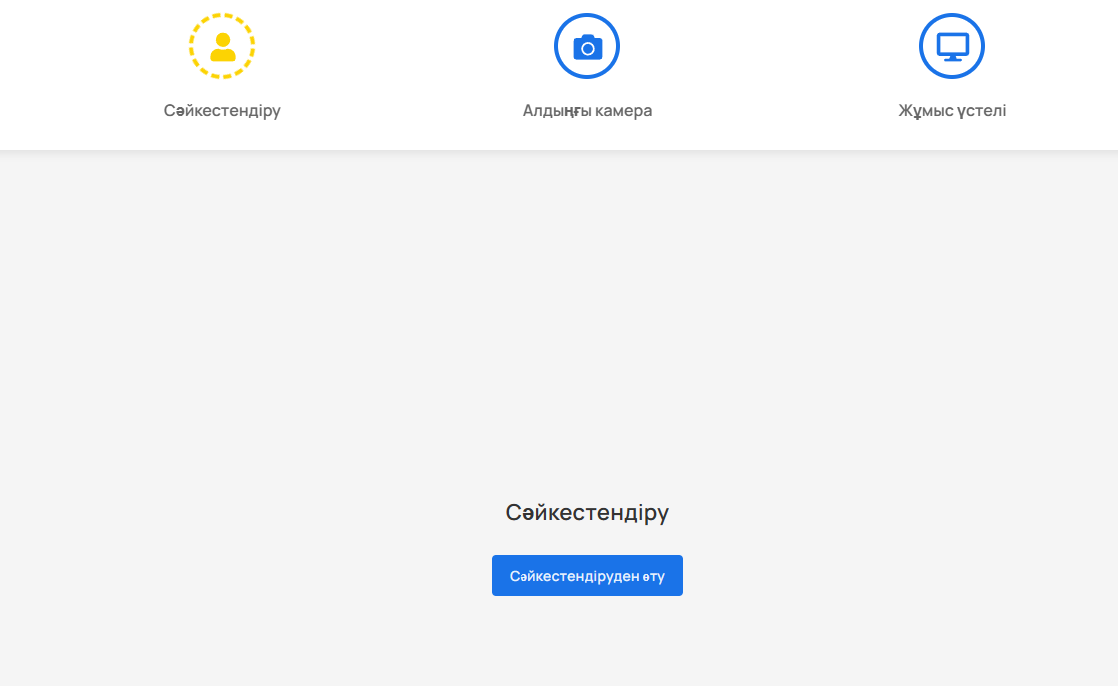 Сәйкестендіру
Алдыңғы камера
Жұмыс үстелі
Сәйкестендіру
Сәйкестендіруден өту